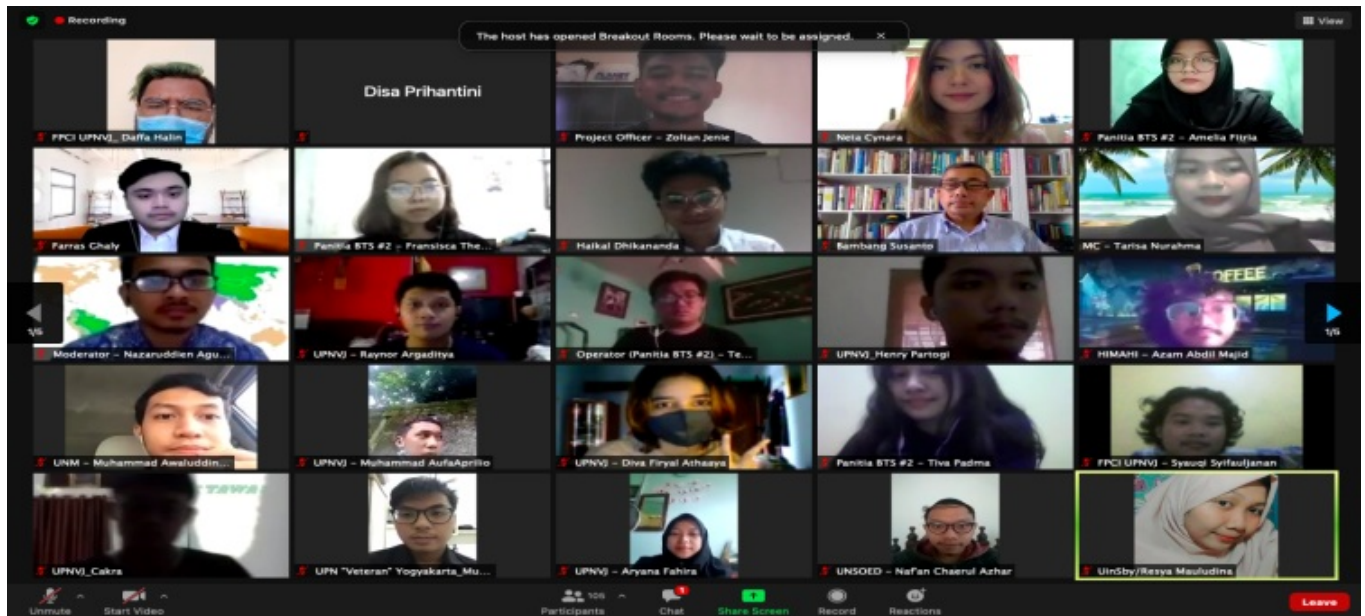 Recording
The host has opened Breakout Rooms. Please wait to be assigned.
View
Disa Prihantini
FPCI UPNVJ_ Daffa Halin
Project Officer – Zoltan Jenie
Neta Cynara
Panitia BTS #2 – Amelia Fitria
Farras Ghaly
Panitia BTS #2 – Fransisca The...
Haikal Dhikananda
Bambang Susanto
MC – Tarisa Nurahma
OFFEE
1/5
1/5
Moderator – Nazaruddien Agu...
UPNVJ – Raynor Argaditya
Operator (Panitia BTS #2) – Te...
UPNVJ_Henry Partogi
HIMAHI – Azam Abdil Majid
UNM – Muhammad Awaluddin...
UPNVJ – Muhammad AufaAprilio
UPNVJ – Diva Firyal Athaaya
Panitia BTS #2 – Tiva Padma
FPCI UPNVJ – Syauqi Syifauljanan
TAWA
UPNVJ_Cakra
UPN "Veteran" Yogyakarta_Mu...
UPNVJ – Aryana Fahira
UNSOED – Naf'an Chaerul Azhar
UinSby/Resya Mauludina
Unmute
Start Video
Participants
105
Chat
1
Share Screen
Record
Reactions
Leave